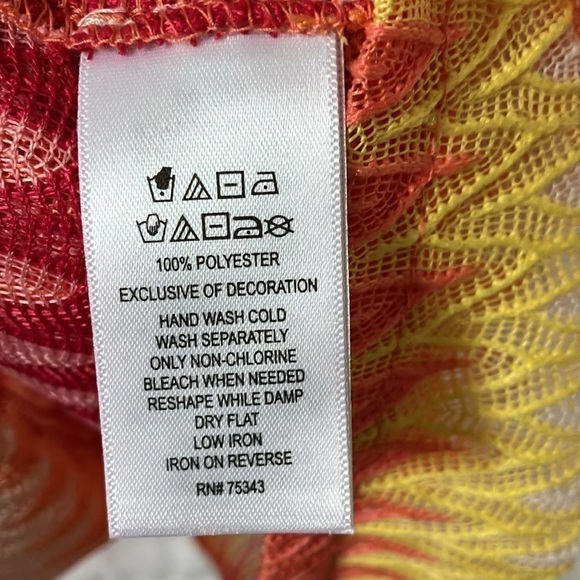 100% POLYESTER
EXCLUSIVE OF DECORATION
HAND WASH COLD
WASH SEPARATELY
ONLY NON-CHLORINE
BLEACH WHEN NEEDED
RESHAPE WHILE DAMP
DRY FLAT
LOW IRON
IRON ON REVERSE
RN# 75343